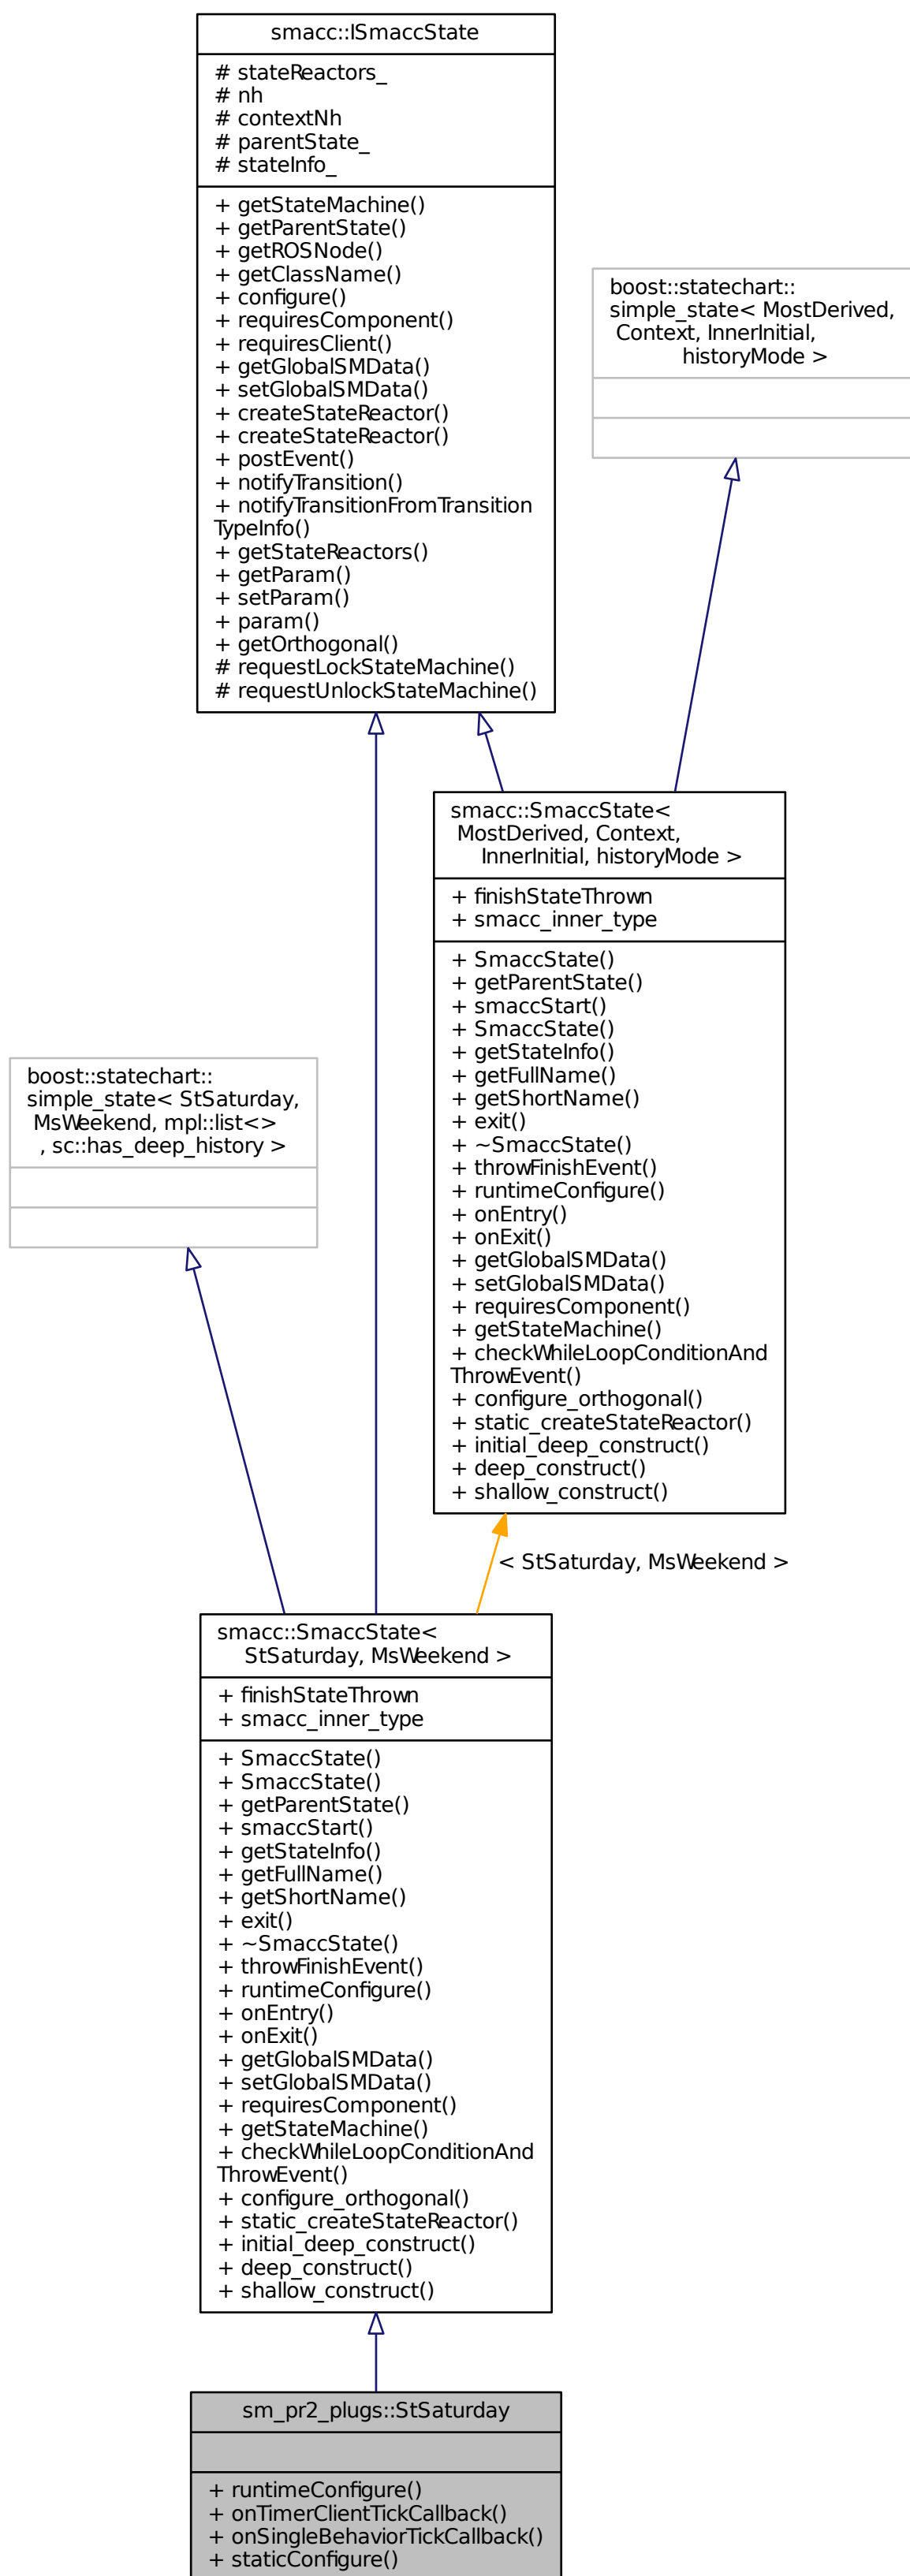 smacc::ISmaccState
# stateReactors_
# nh
# contextNh
# parentState_
# stateInfo_
+ getStateMachine()
+ getParentState()
+ getROSNode()
+ getClassName()
+ configure()
+ requiresComponent()
+ requiresClient()
+ getGlobalSMData()
+ setGlobalSMData()
+ createStateReactor()
+ createStateReactor()
+ postEvent()
+ notifyTransition()
+ notifyTransitionFromTransition
TypeInfo()
+ getStateReactors()
+ getParam()
+ setParam()
+ param()
+ getOrthogonal()
# requestLockStateMachine()
# requestUnlockStateMachine()
boost::statechart::
simple_state< MostDerived,
Context, InnerInitial,
historyMode >
smacc::SmaccState<
MostDerived, Context,
InnerInitial, historyMode >
+ finishStateThrown
+ smacc_inner_type
+ SmaccState()
+ getParentState()
+ smaccStart()
+ SmaccState()
+ getStateInfo()
+ getFullName()
+ getShortName()
+ exit()
+ ~SmaccState()
+ throwFinishEvent()
+ runtimeConfigure()
+ onEntry()
+ onExit()
+ getGlobalSMData()
+ setGlobalSMData()
+ requiresComponent()
+ getStateMachine()
+ checkWhileLoopConditionAnd
ThrowEvent()
+ configure_orthogonal()
+ static_createStateReactor()
+ initial_deep_construct()
+ deep_construct()
+ shallow_construct()
boost::statechart::
simple_state< StSaturday,
MsWeekend, mpl::list<>
, sc::has_deep_history >
< StSaturday, MsWeekend >
smacc::SmaccState<
StSaturday, MsWeekend >
+ finishStateThrown
+ smacc_inner_type
+ SmaccState()
+ SmaccState()
+ getParentState()
+ smaccStart()
+ getStateInfo()
+ getFullName()
+ getShortName()
+ exit()
+ ~SmaccState()
+ throwFinishEvent()
+ runtimeConfigure()
+ onEntry()
+ onExit()
+ getGlobalSMData()
+ setGlobalSMData()
+ requiresComponent()
+ getStateMachine()
+ checkWhileLoopConditionAnd
ThrowEvent()
+ configure_orthogonal()
+ static_createStateReactor()
+ initial_deep_construct()
+ deep_construct()
+ shallow_construct()
sm_pr2_plugs::StSaturday
+ runtimeConfigure()
+ onTimerClientTickCallback()
+ onSingleBehaviorTickCallback()
+ staticConfigure()